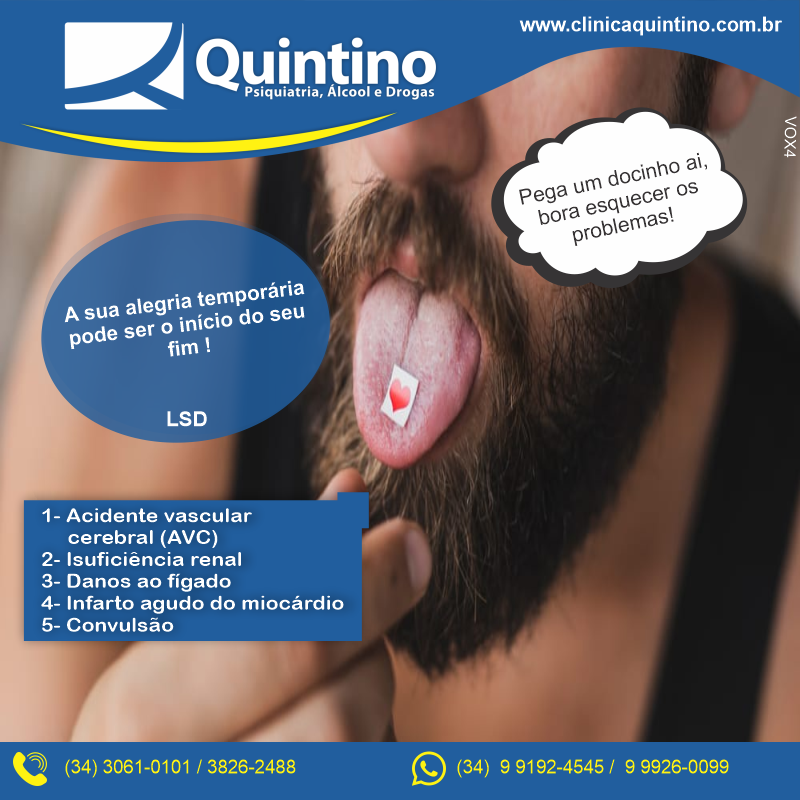 www.clinicaquintino.com.br
Quintino
Psiquiatria, Álcool e Drogas
VOX4
Pega um docinho ai,
bora esquecer os
problemas!
A sua alegria temporária
pode ser o início do seu
fim !
LSD
1- Acidente vascular
cerebral (AVC)
2- Isuficiência renal
3- Danos ao fígado
4- Infarto agudo do miocárdio
5- Convulsão
(34) 3061-0101 / 3826-2488
(34) 9 9192-4545 / 9 9926-0099